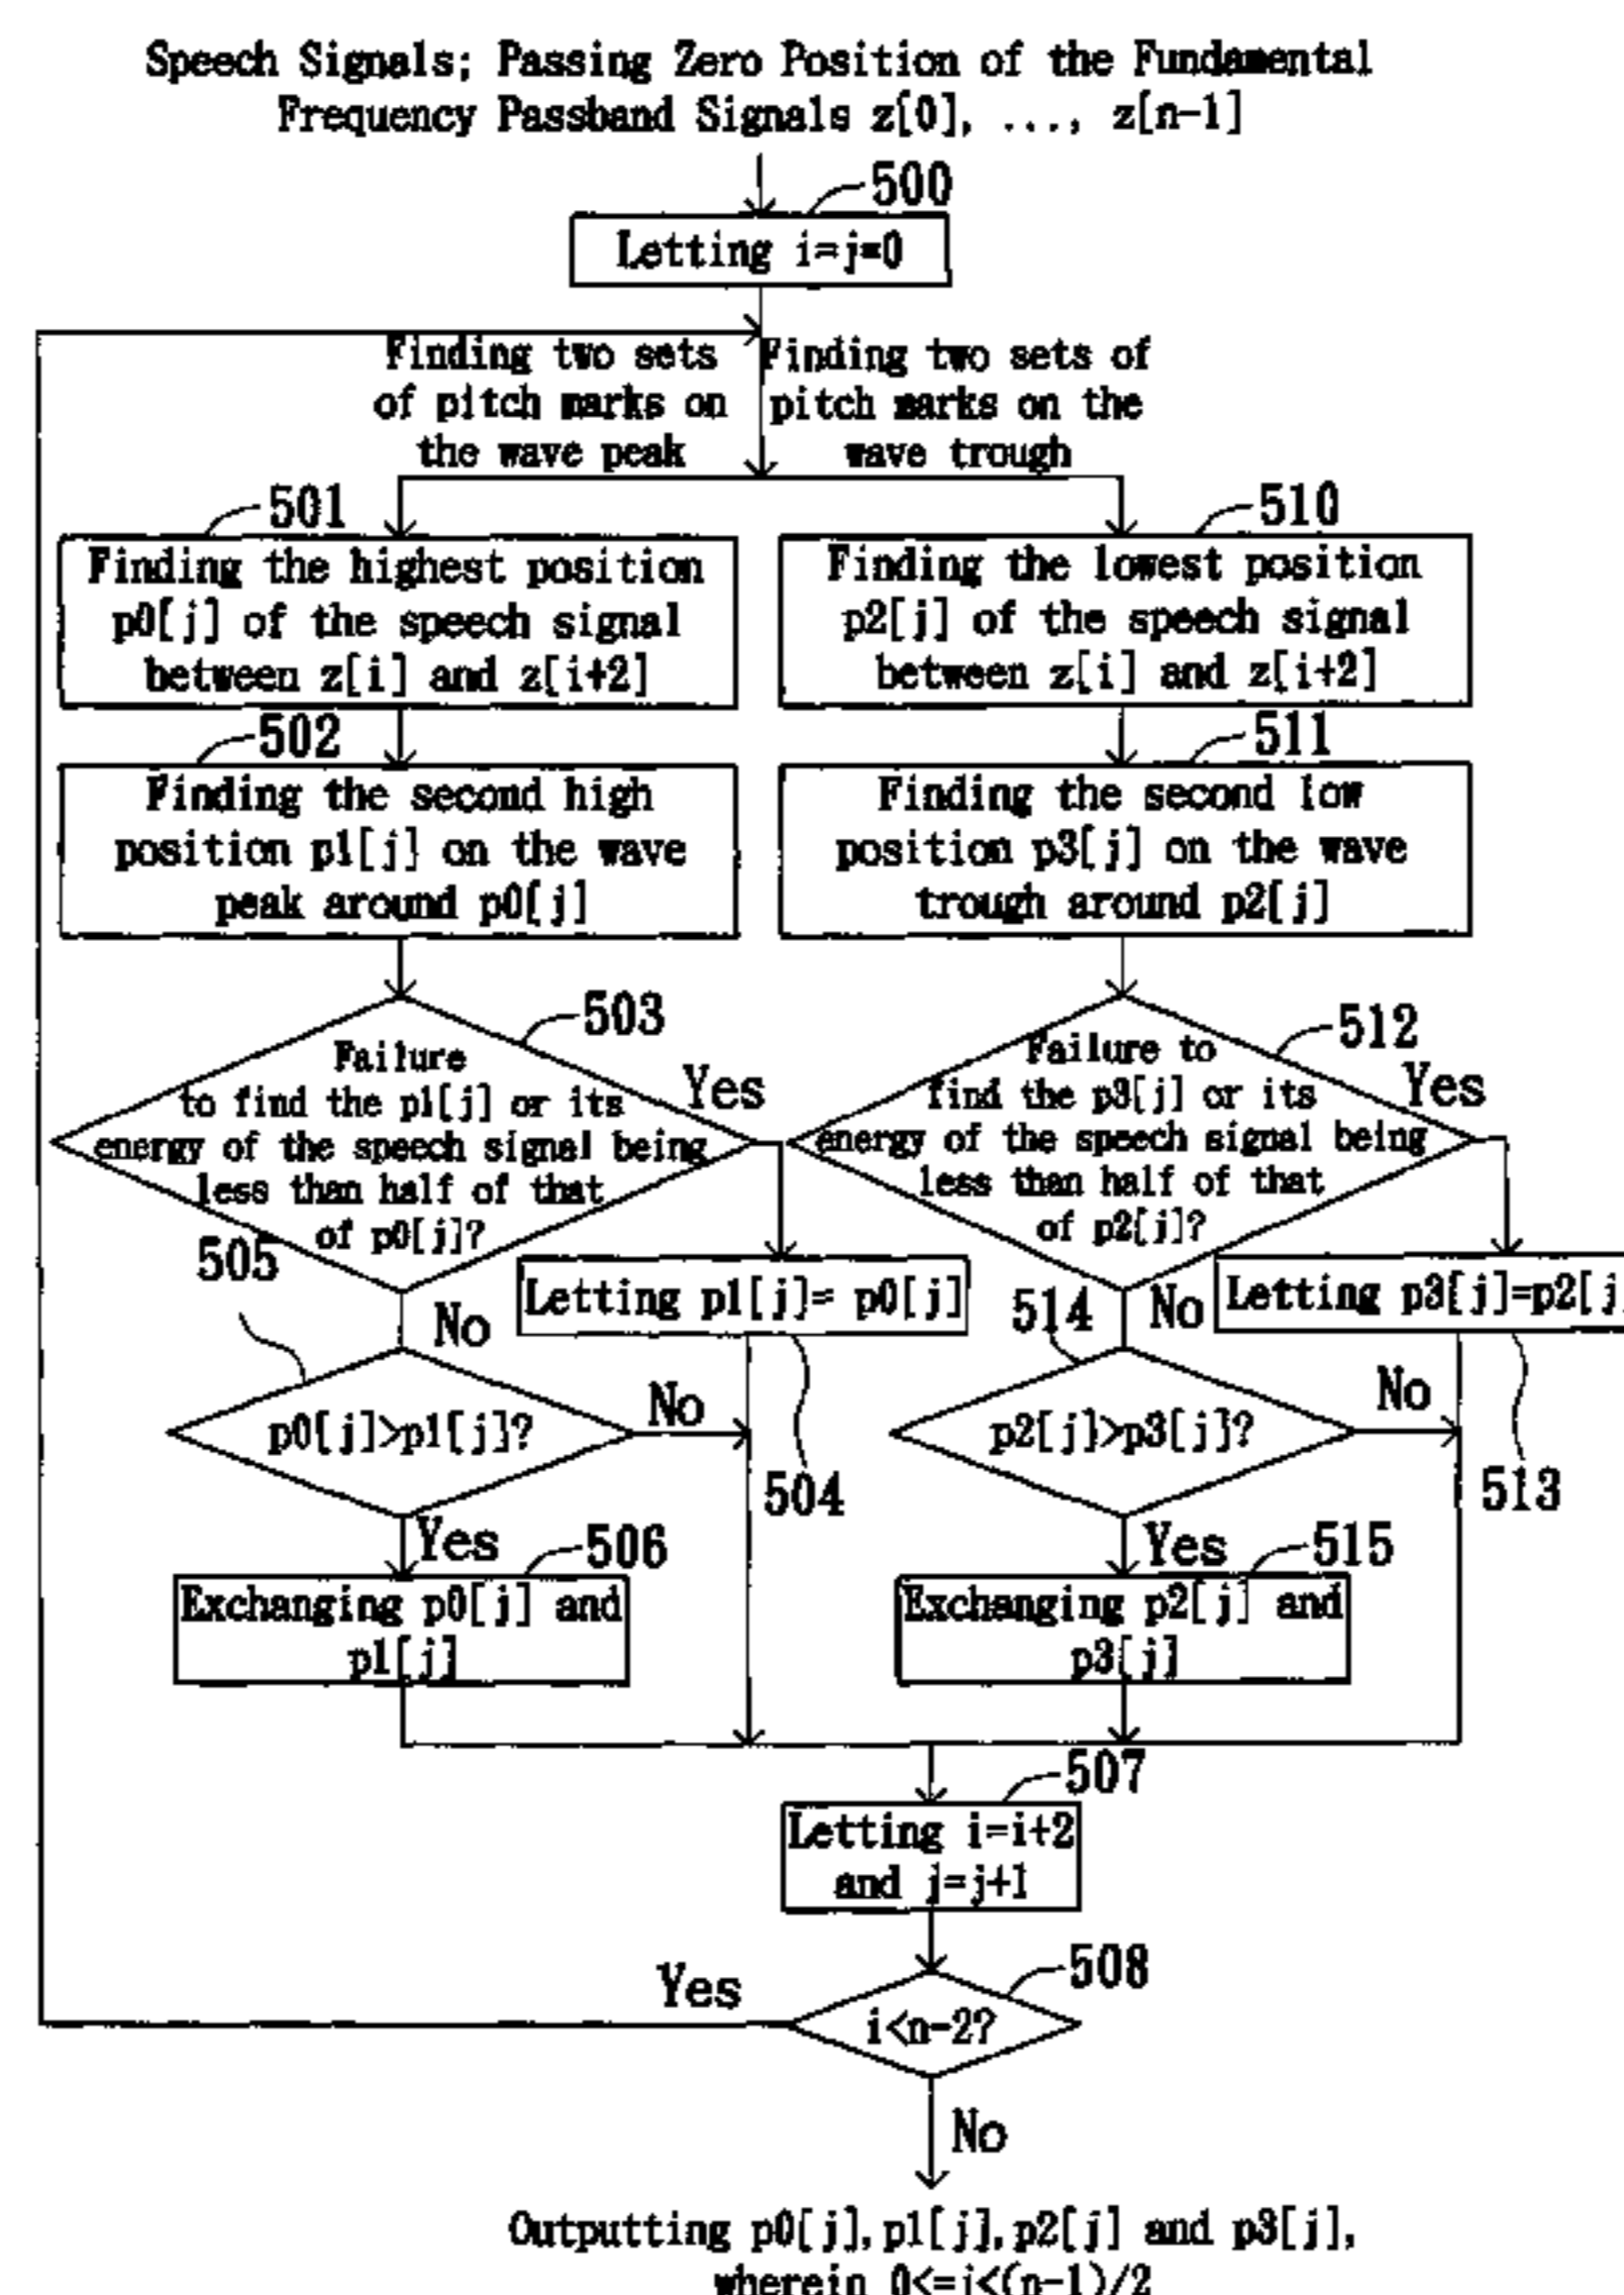 Speech Signals; Passing Zero Position of the Fundamental
Frequency Passband Signals z[0], ..., z[n-1]
500
Letting i=j=0
Finding two sets
of pitch marks on
the wave peak
Finding two sets of
pitch marks on the
wave trough
501
Finding the highest position
p0[j] of the speech signal
between z[i] and z[i+2]
510
Finding the lowest position
p2[j] of the speech signal
between z[i] and z[i+2]
502
Finding the second high
position p1[j] on the wave
peak around p0[j]
511
Finding the second low
position p3[j] on the wave
trough around p2[j]
503
Failure
to find the p1[j] or its
energy of the speech signal being
less than half of that
of p0[j]?
Yes
512
Failure to
find the p3[j] or its
energy of the speech signal being
less than half of that
of p2[j]?
Yes
505
No
Letting p1[j]= p0[j]
514
No
Letting p3[j]=p2[j
p0[j]>p1[j]?
No
504
p2[j]>p3[j]?
No
513
Yes
506
Exchanging p0[j] and
p1[j]
Yes
515
Exchanging p2[j] and
p3[j]
507
Letting i=i+2
and j=j+1
508
Yes
i<n-2?
No
Outputting p0[j],p1[j],p2[j] and p3[j],
wherein 0<=j<(n-1)/2